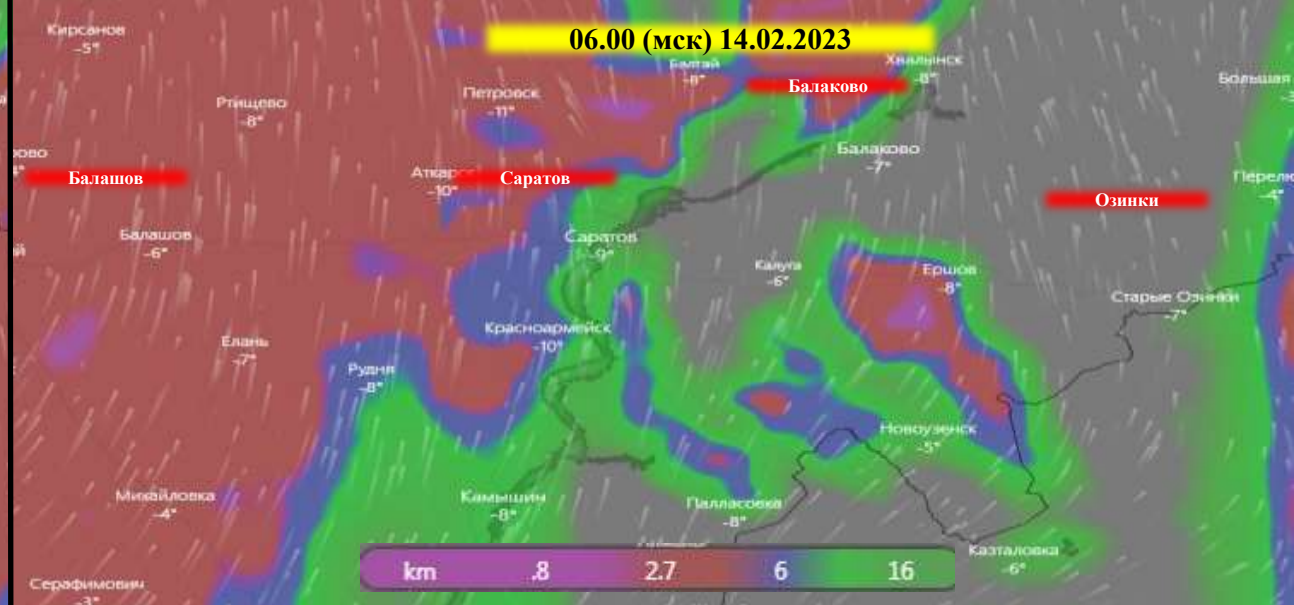 06.00 (мск) 14.02.2023
Кирсанов
-5°
Балтай
-8°
Хвалынск
-8°
Большая
Балаково
Ртищево
-8°
Петровск
-11°
Балаково
-7°
Балашов
Аткарс
-10°
Саратов
Озинки
-4°
Балашов
-6°
Саратов
-9°
Калуга
-6°
Ершов
-8°
Старые Озинки
-7°
Елань
-7°
Красноармейск
-10°
Рудня
-8°
Новоузенск
-5°
Михайловка
-4°
Камышин
-8°
Палласовка
-8°
Казталовка
-6°
km .8 2.7 6 16
Серафимович
-3°